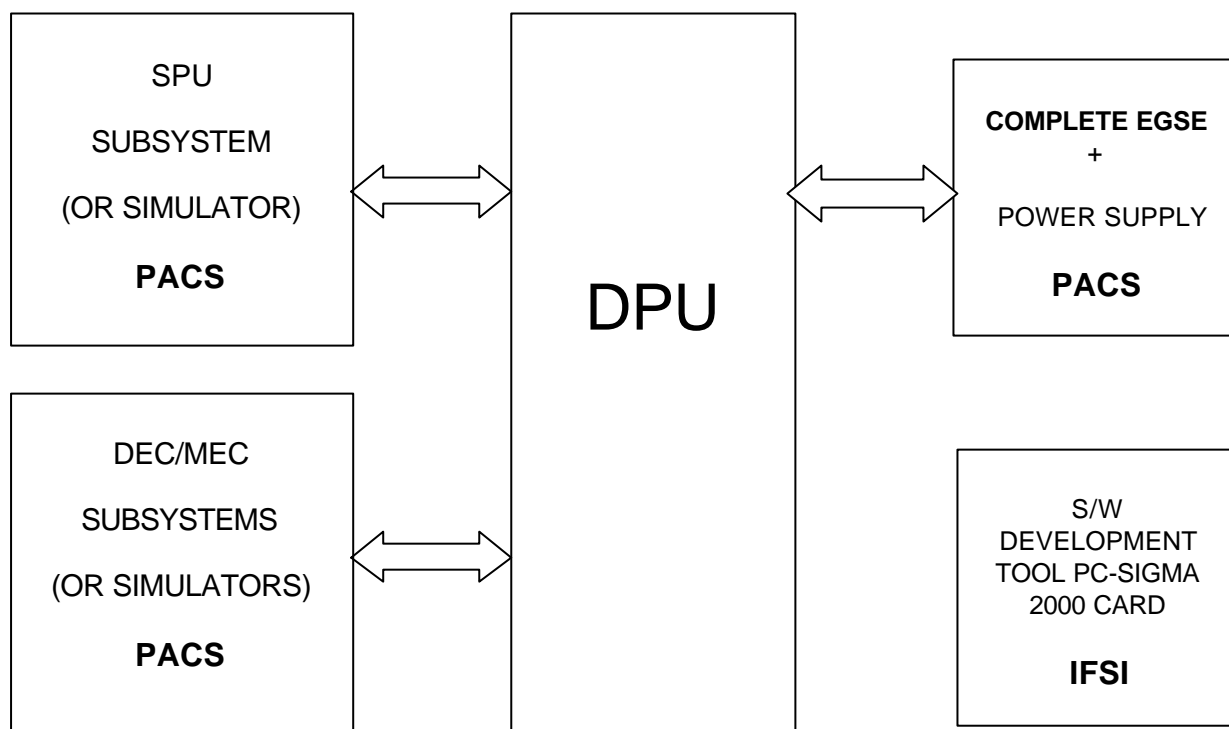 SPU
SUBSYSTEM
(OR SIMULATOR)
PACS
DEC/MEC
SUBSYSTEMS
(OR SIMULATORS)
PACS
DPU
COMPLETE EGSE
+
POWER SUPPLY
PACS
S/W
DEVELOPMENT
TOOL PC-SIGMA
2000 CARD
IFSI